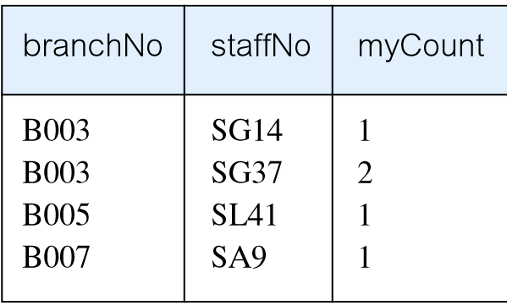 branchNo staffNo myCount
B003 SG14 1
B003 SG37 2
B005 SL41 1
B007 SA9 1